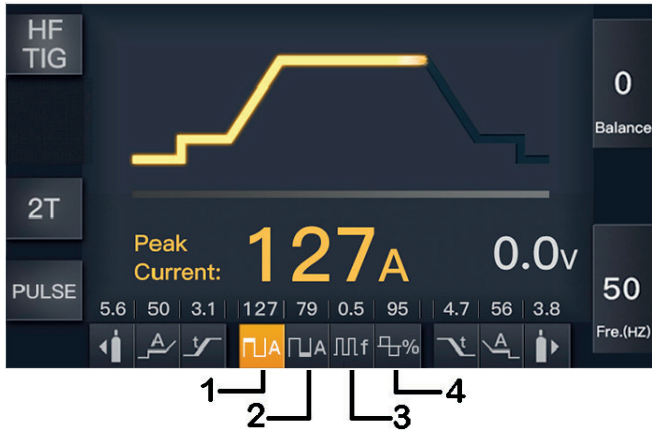 HF
TIG
0
Balance
2T
Peak
Current:
127A
0.0v
PULSE
50
Fre.(HZ)
5.6 50 3.1 127 79 0.5 95 4.7 56 3.8
A t A A f % t A
1 2 3 4